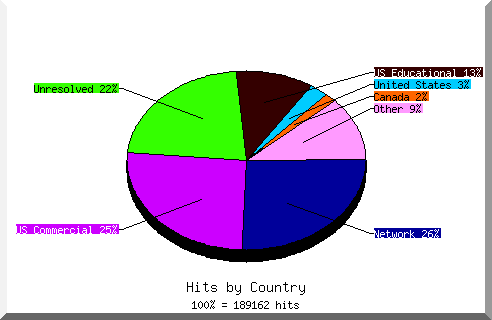 US Educational 13%
United States 3%
Unresolved 22%
Canada 2%
Other 9%
US Commercial 25%
Network 26%
Hits by Country
100% = 189162 hits